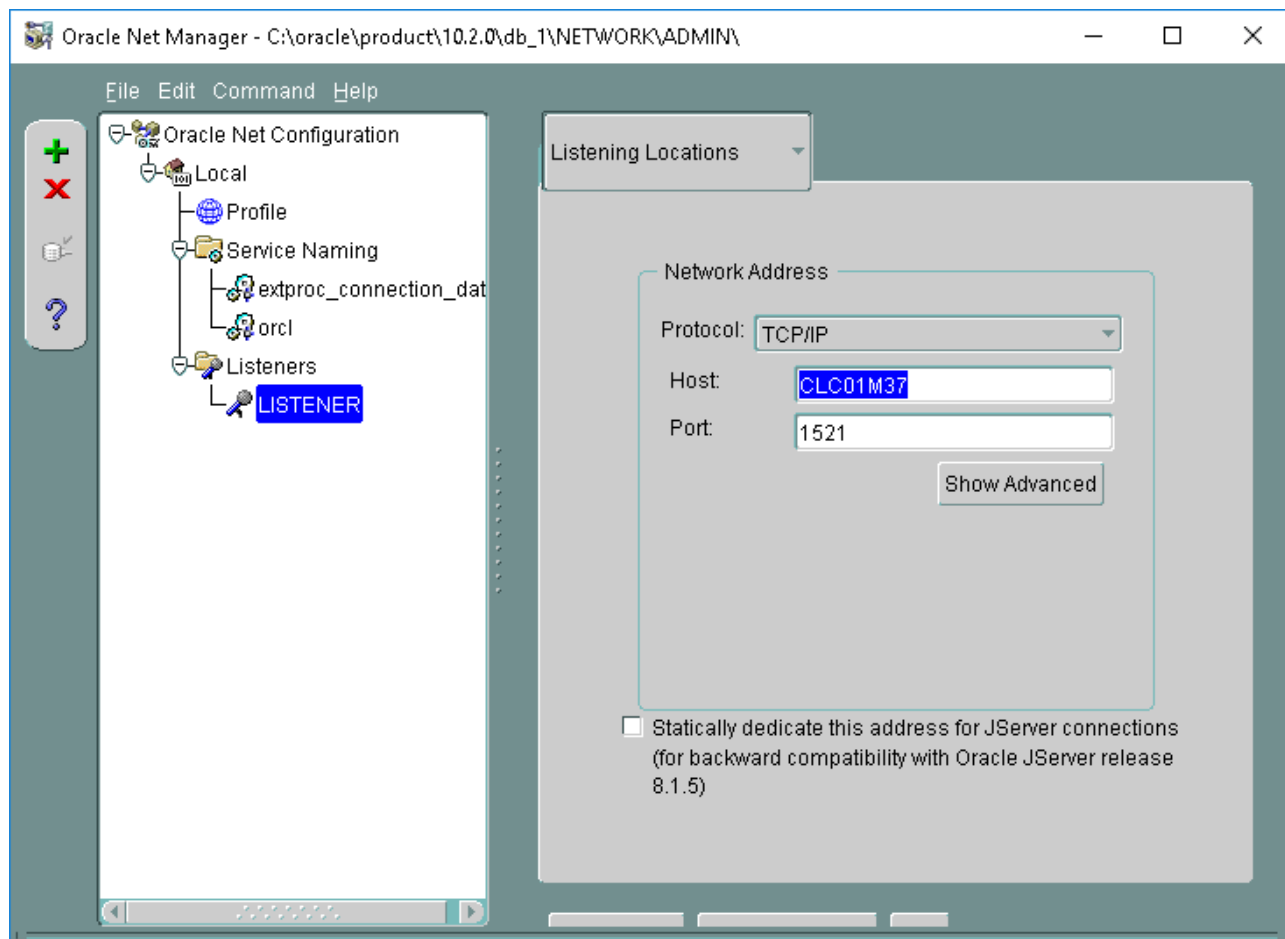 Oracle Net Manager - C:\oracle\product\10.2.0\db_1\NETWORK\ADMIN\
File Edit Command Help
Oracle Net Configuration
Local
Profile
Service Naming
extproc_connection_dat
orcl
Listeners
LISTENER
Listening Locations
Network Address
Protocol: TCP/IP
Host: CLC01M37
Port: 1521
Show Advanced
Statically dedicate this address for JServer connections
(for backward compatibility with Oracle JServer release
8.1.5)